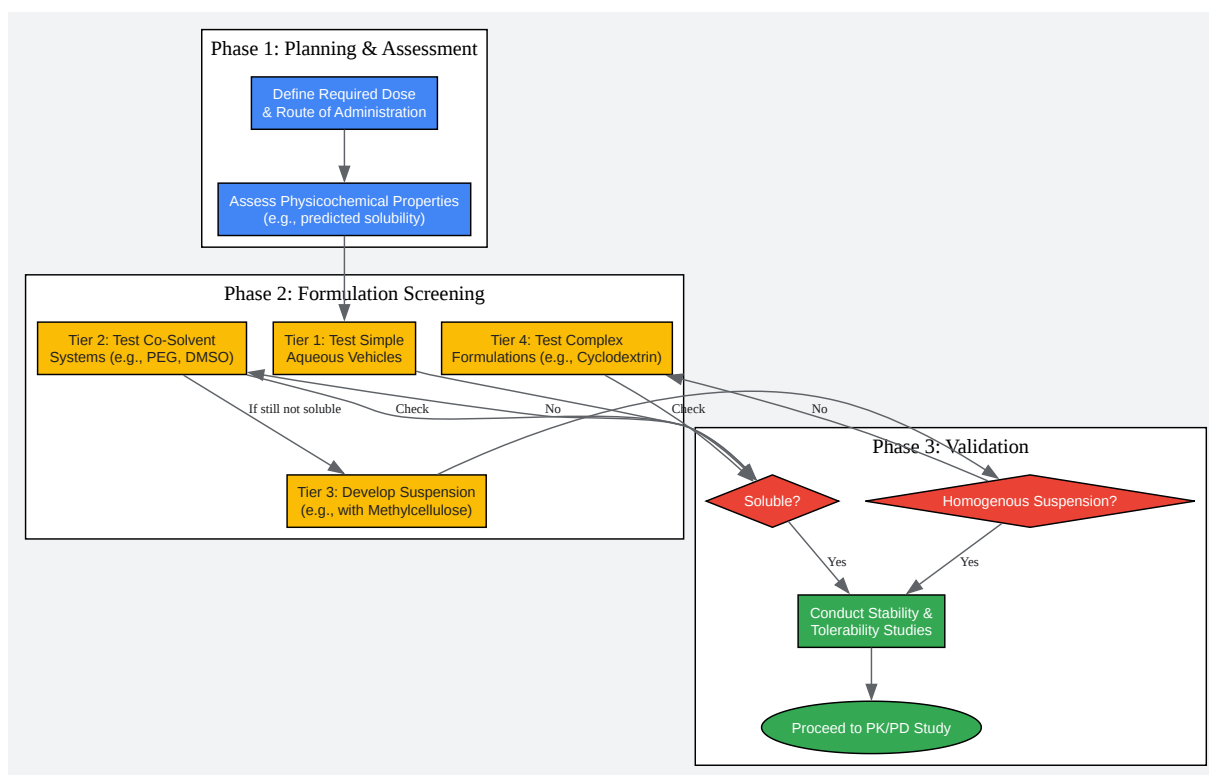 Phase 1: Planning & Assessment
Define Required Dose
& Route of Administration
Assess Physicochemical Properties
(e.g., predicted solubility)
Phase 2: Formulation Screening
Tier 2: Test Co-Solvent
Systems (e.g., PEG, DMSO)
Tier 1: Test Simple
Aqueous Vehicles
Tier 4: Test Complex
Formulations (e.g., Cyclodextrin)
If still not soluble
Check
No
Check
No
Tier 3: Develop Suspension
(e.g., with Methylcellulose)
Phase 3: Validation
Soluble?
Homogenous Suspension?
Yes
Yes
Conduct Stability &
Tolerability Studies
Proceed to PK/PD Study